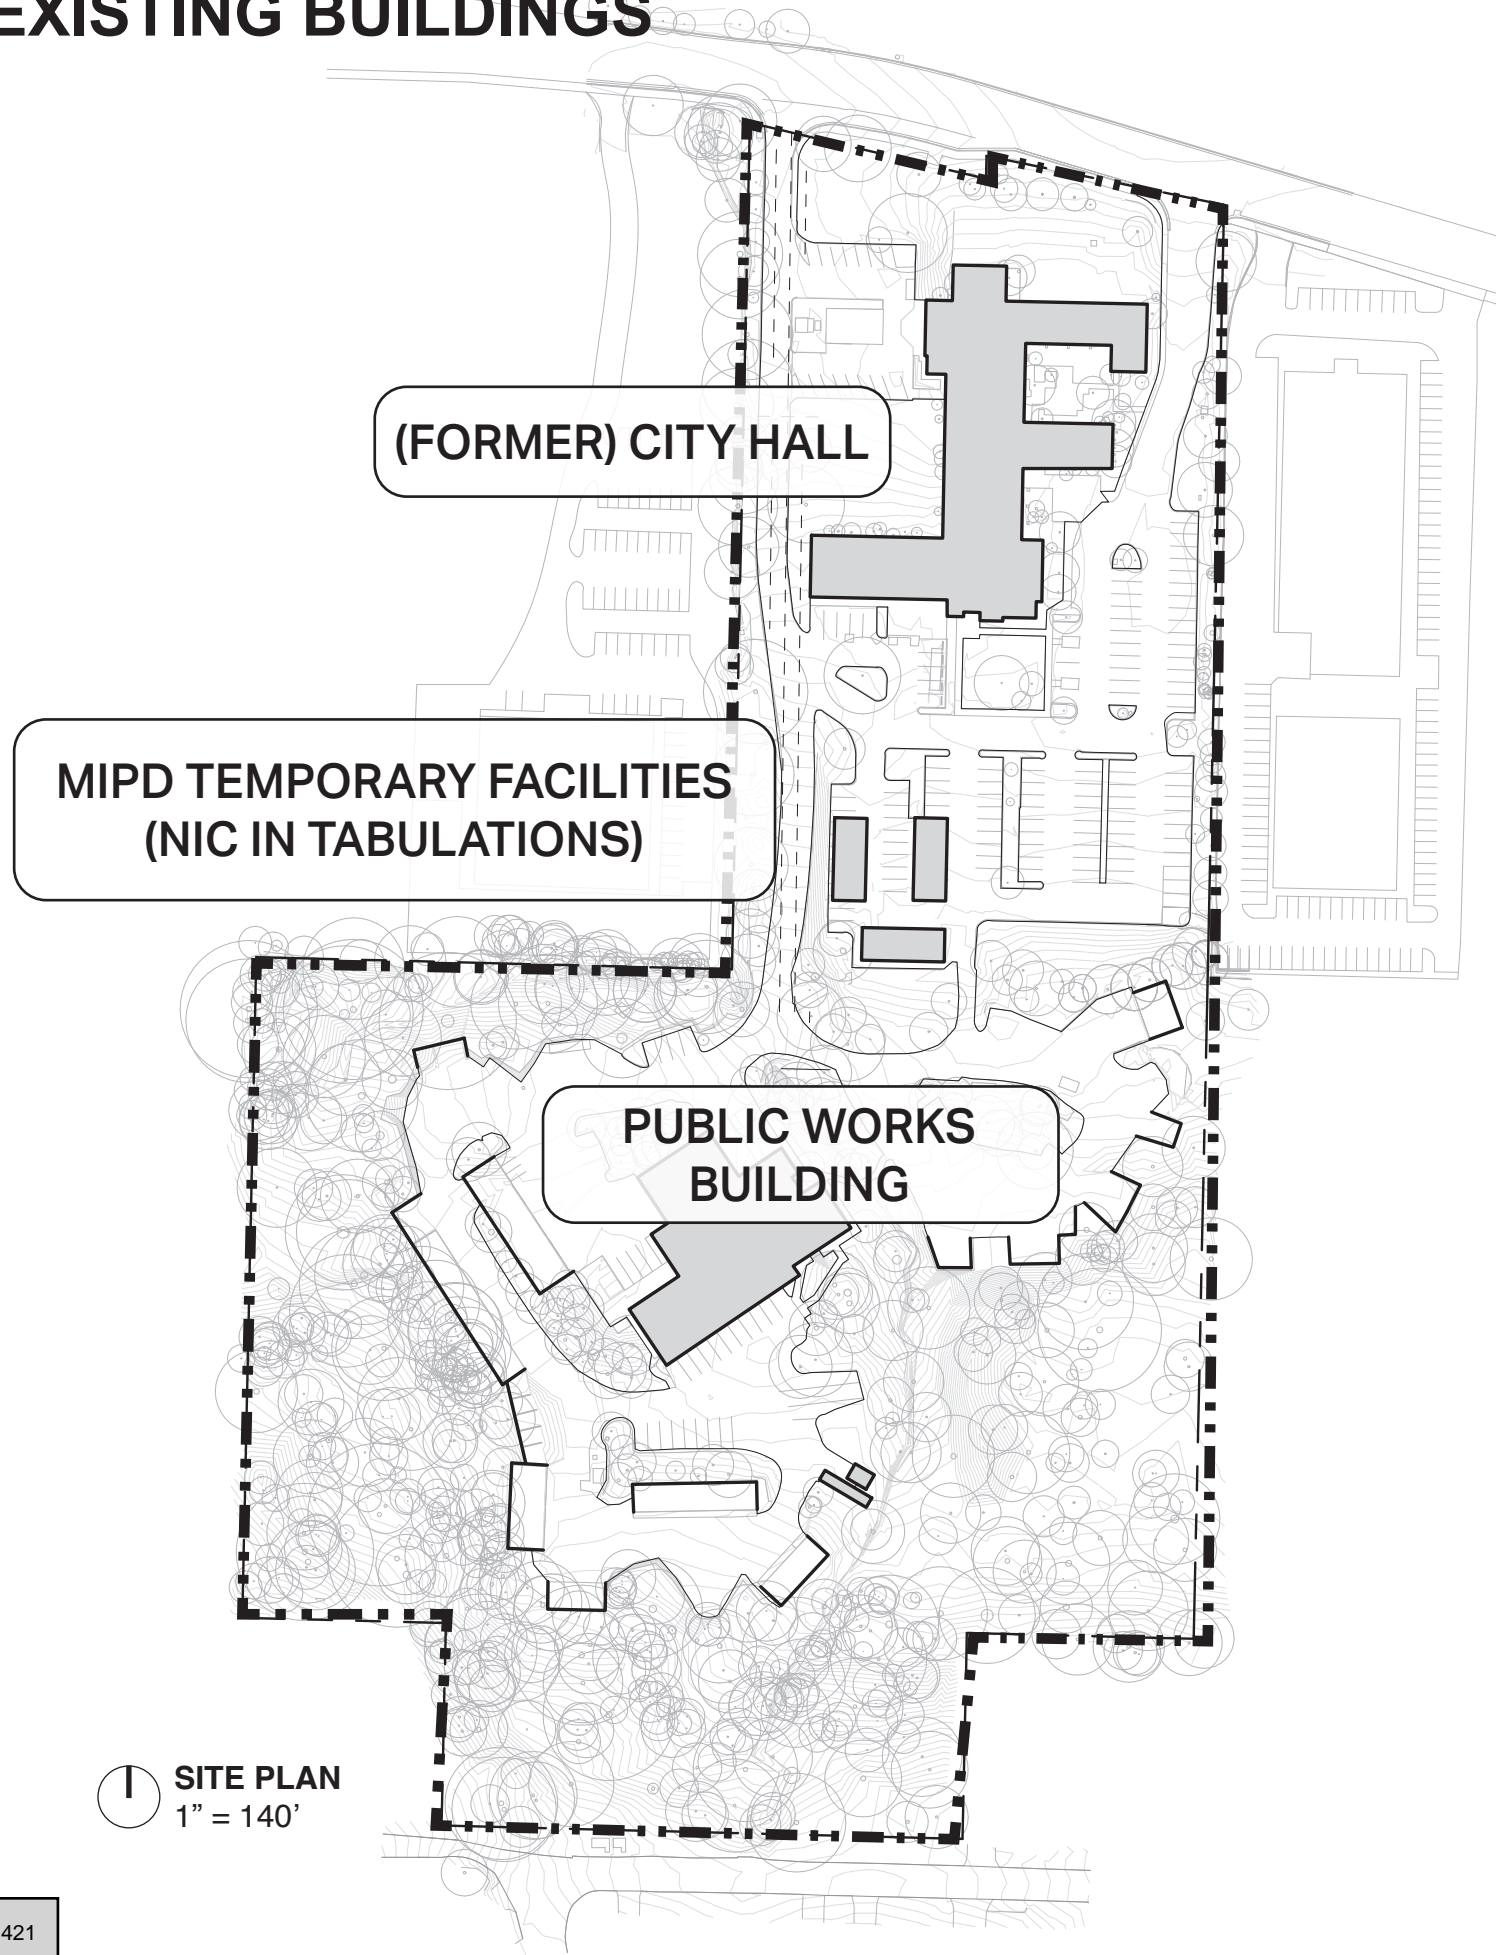 EXISTING BUILDINGS
(FORMER) CITY HALL
MIPD TEMPORARY FACILITIES
(NIC IN TABULATIONS)
PUBLIC WORKS
BUILDING
SITE PLAN
1” = 140’
421